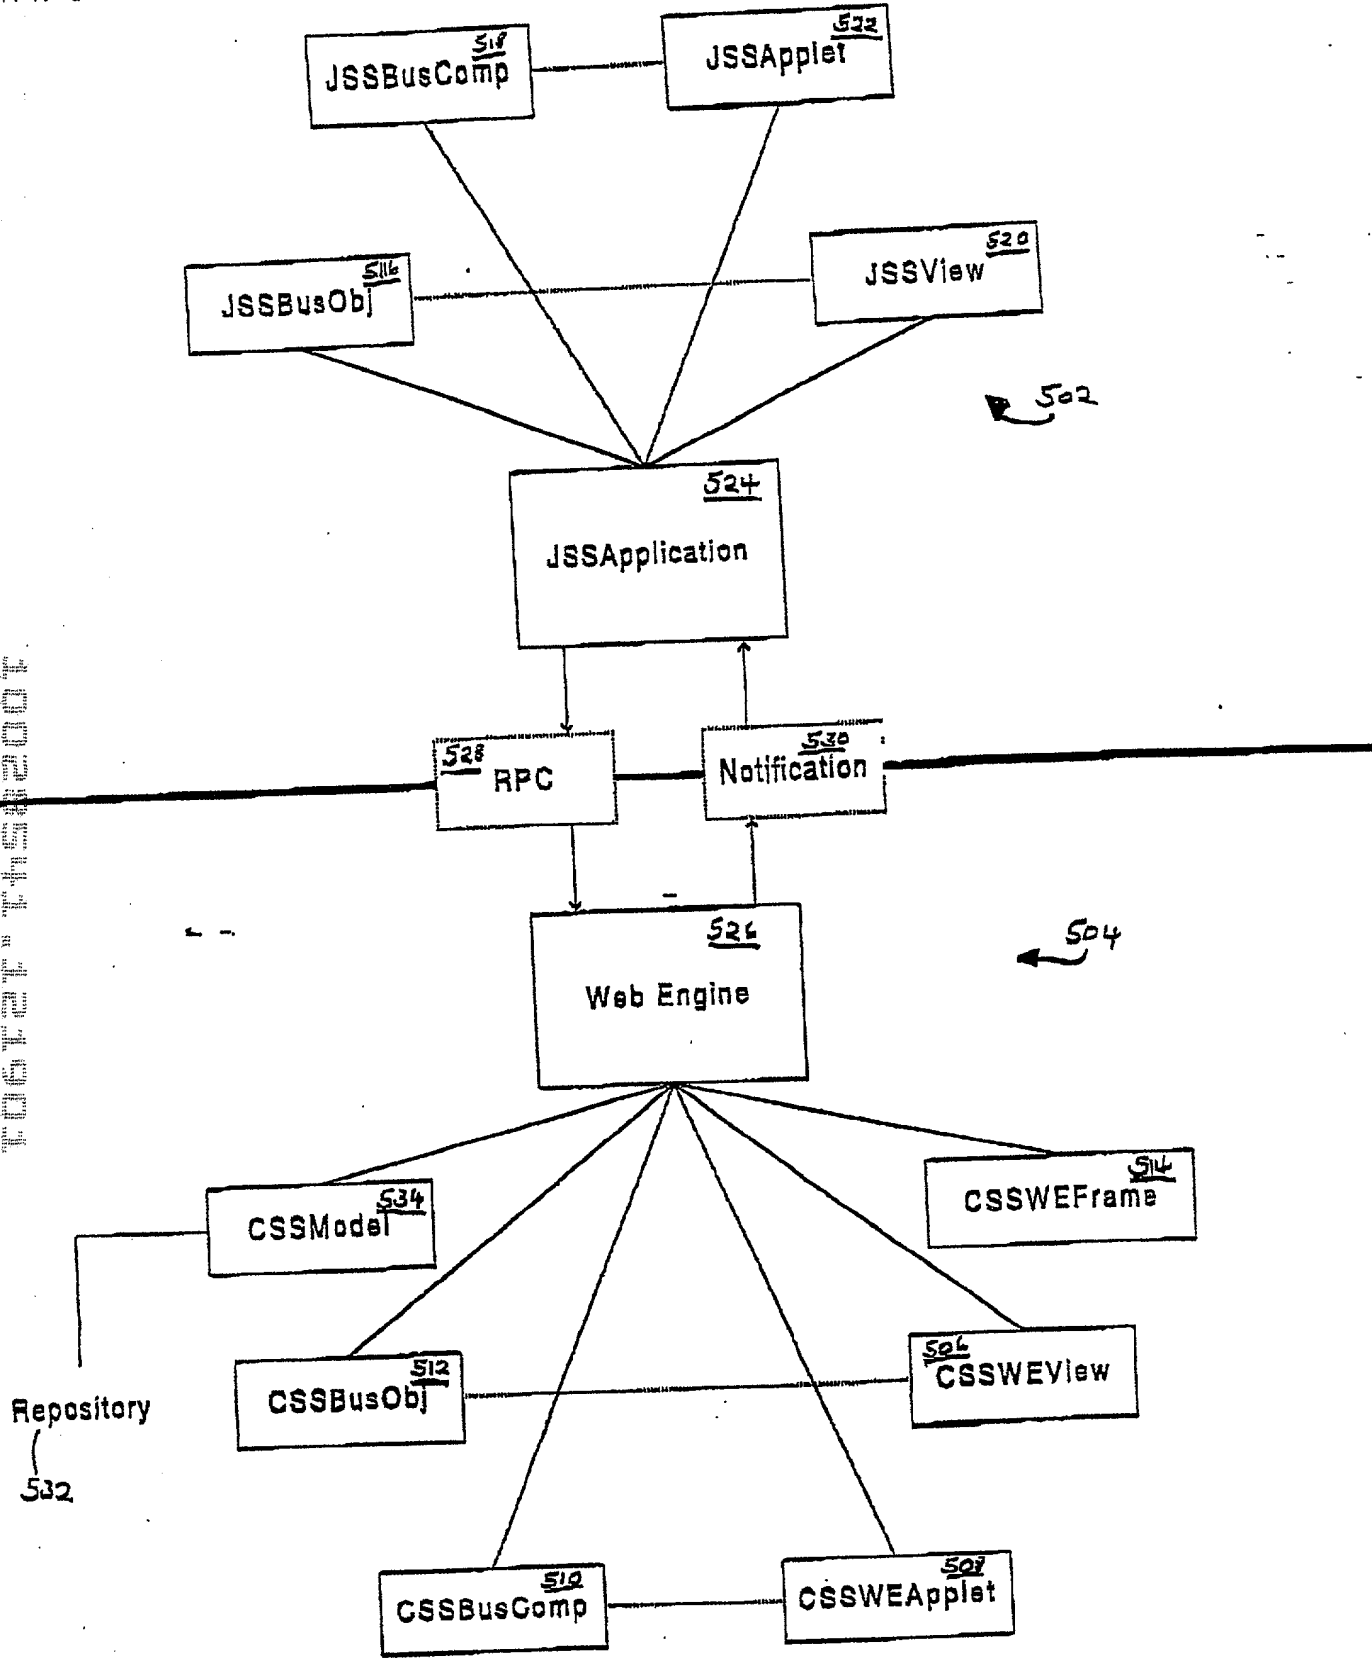 518
JSSBusComp
522
JSSApplet
516
JSSBusObj
520
JSSView
502
524
JSSApplication
528
RPC
530
Notification
526
Web Engine
504
534
CSSModel
514
CSSWEFrame
512
CSSBusObj
506
CSSWEView
Repository
532
510
CSSBusComp
508
CSSWEApplet